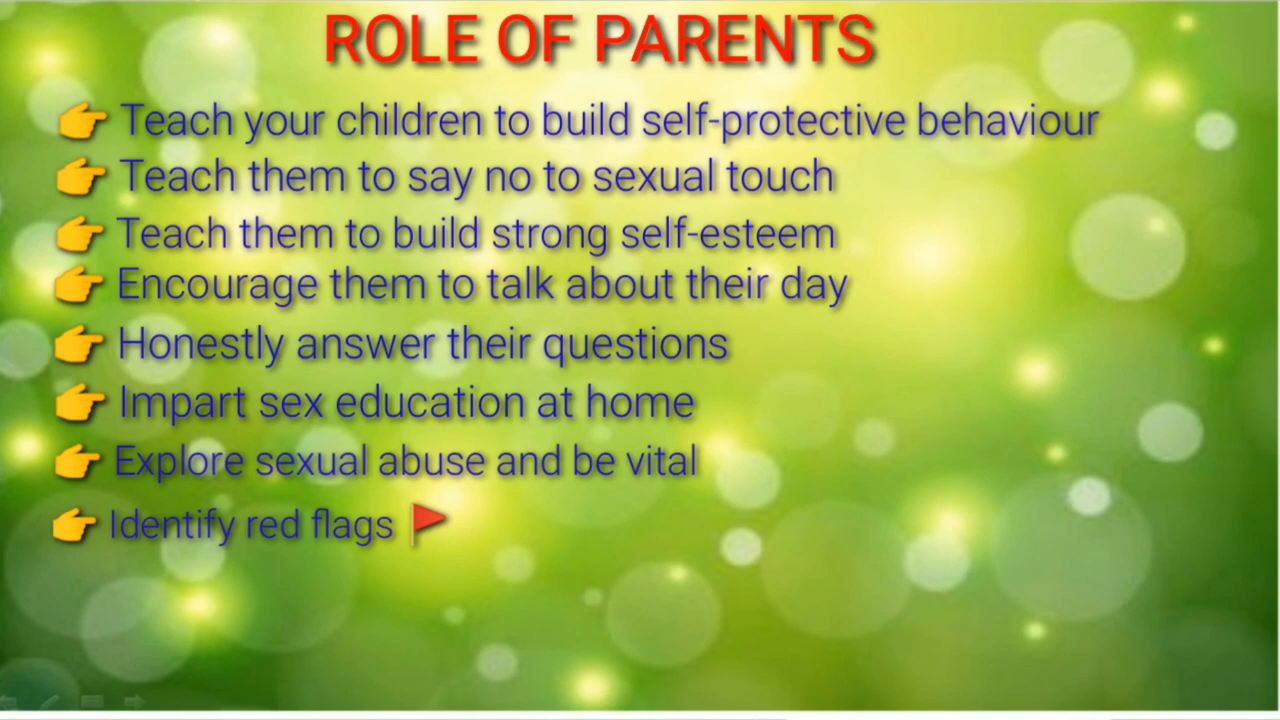 ROLE OF PARENTS
👉 Teach your children to build self-protective behaviour
👉 Teach them to say no to sexual touch
👉 Teach them to build strong self-esteem
👉 Encourage them to talk about their day
👉 Honestly answer their questions
👉 Impart sex education at home
👉 Explore sexual abuse and be vital
👉 Identify red flags 🚩